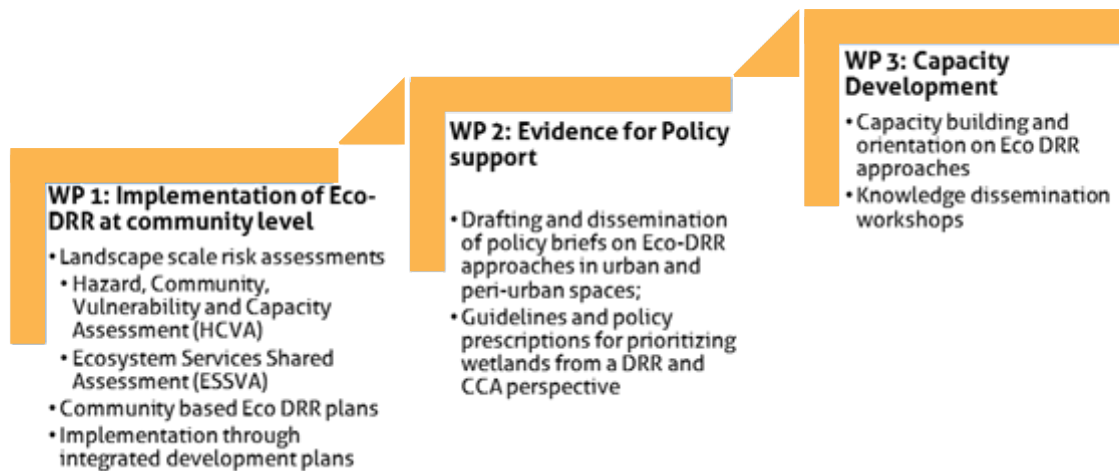 WP 1: Implementation of Eco-
DRR at community level
• Landscape scale risk assessments
• Hazard, Community,
Vulnerability and Capacity
Assessment (HCVA)
• Ecosystem Services Shared
Assessment (ESSVA)
• Community based Eco DRR plans
• Implementation through
integrated development plans
WP 2: Evidence for Policy
support
• Drafting and dissemination
of policy briefs on Eco-DRR
approaches in urban and
peri-urban spaces;
• Guidelines and policy
prescriptions for prioritizing
wetlands from a DRR and
CCA perspective
WP 3: Capacity
Development
• Capacity building and
orientation on Eco DRR
approaches
• Knowledge dissemination
workshops